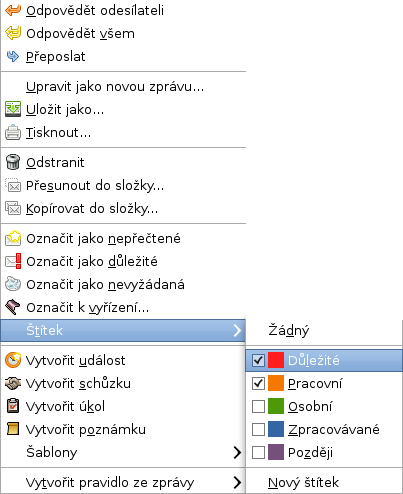 Odpovědět odesílateli
Odpovědět všem
Přeposlat
Upravit jako novou zprávu...
Uložit jako...
Tisknout...
Odstranit
Přesunout do složky...
Kopírovat do složky...
Označit jako nepřečtené
Označit jako důležité
Označit jako nevyžádaná
Označit k vyřízení...
Štítek
Vytvořit událost
Vytvořit schůzku
Vytvořit úkol
Vytvořit poznámku
Šablony
Vytvořit pravidlo ze zprávy
Žádný
Důležité
Pracovní
Osobní
Zpracovávané
Později
Nový štítek